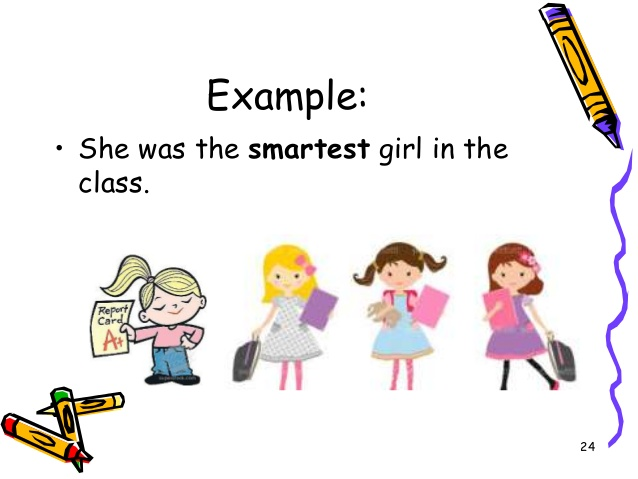 Example:
• She was the smartest girl in the
class.
Report
Card
A+
24